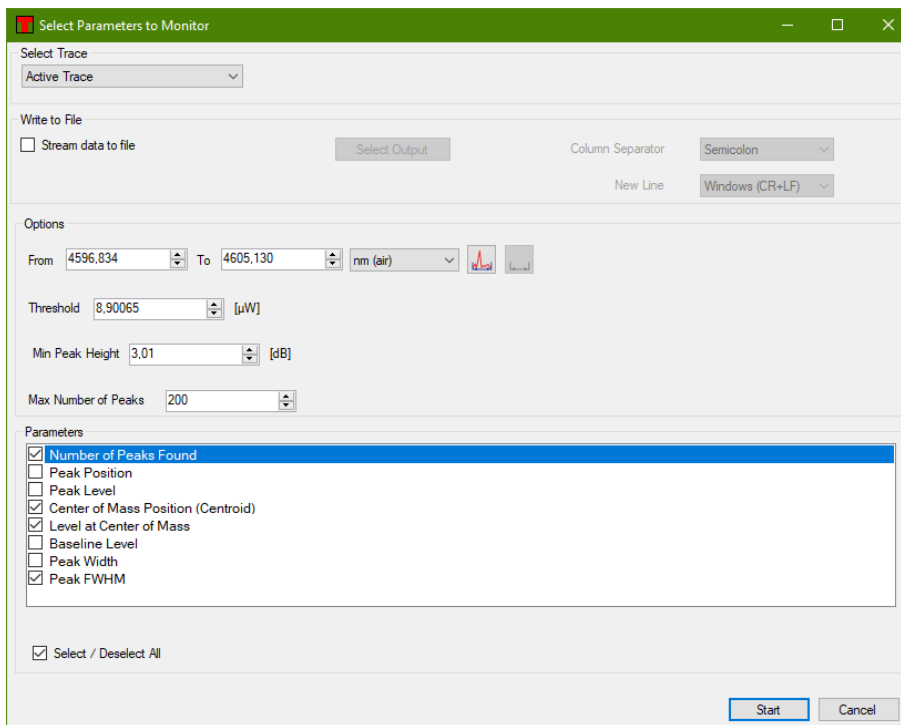 Select Parameters to Monitor
Select Trace
Active Trace
Write to File
Stream data to file Select Output Column Separator Semicolon
New Line Windows (CR+LF)
Options
From 4596,834 To 4605,130 nm (air)
Threshold 8,90065 [µW]
Min Peak Height 3,01 [dB]
Max Number of Peaks 200
Parameters
Number of Peaks Found
Peak Position
Peak Level
Center of Mass Position (Centroid)
Level at Center of Mass
Baseline Level
Peak Width
Peak FWHM
Select / Deselect All
Start Cancel